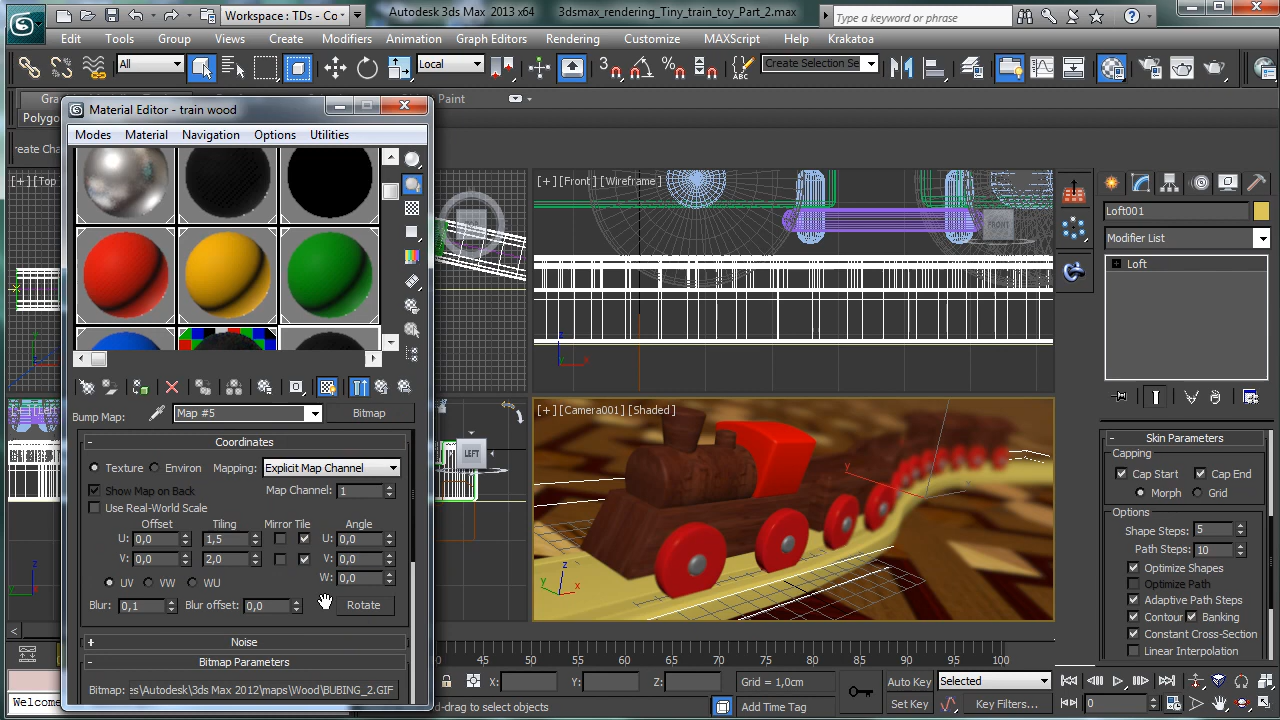 Workspace : TDs - Co
Autodesk 3ds Max 2013 x64
3dsmax_rendering_Tiny_train_toy_Part_2.max
Type a keyword or phrase
Edit Tools Group Views Create Modifiers Animation Graph Editors Rendering Customize MAXScript Help Krakatoa
All
Local
3
Create Selection Se
Paint
Polygo
Material Editor - train wood
Modes Material Navigation Options Utilities
[+] [Top
[+] [Front ] [Wireframe ]
FRONT
Loft001
Modifier List
Loft
Bump Map: Map #5 Bitmap
Coordinates
Texture Environ Mapping: Explicit Map Channel
Show Map on Back Map Channel: 1
Use Real-World Scale
Offset Tiling Mirror Tile Angle
U: 0,0 1,5 U: 0,0
V: 0,0 2,0 V: 0,0
W: 0,0
UV VW WU
Blur: 0,1 Blur offset: 0,0 Rotate
Noise
Bitmap Parameters
Bitmap: es\Autodesk\3ds Max 2012\maps\Wood\BUBING_2.GIF
LEFT
[+] [Camera001] [Shaded ]
Skin Parameters
Capping
Cap Start Cap End
Morph Grid
Options
Shape Steps: 5
Path Steps: 10
Optimize Shapes
Optimize Path
Adaptive Path Steps
Contour Banking
Constant Cross-Section
Linear Interpolation
45 50 55 60 65 70 75 80 85 90 95 100
X: Y: Z: Grid = 1,0cm
Auto Key Selected
Set Key Key Filters...
0
Welcome
-drag to select objects
Add Time Tag